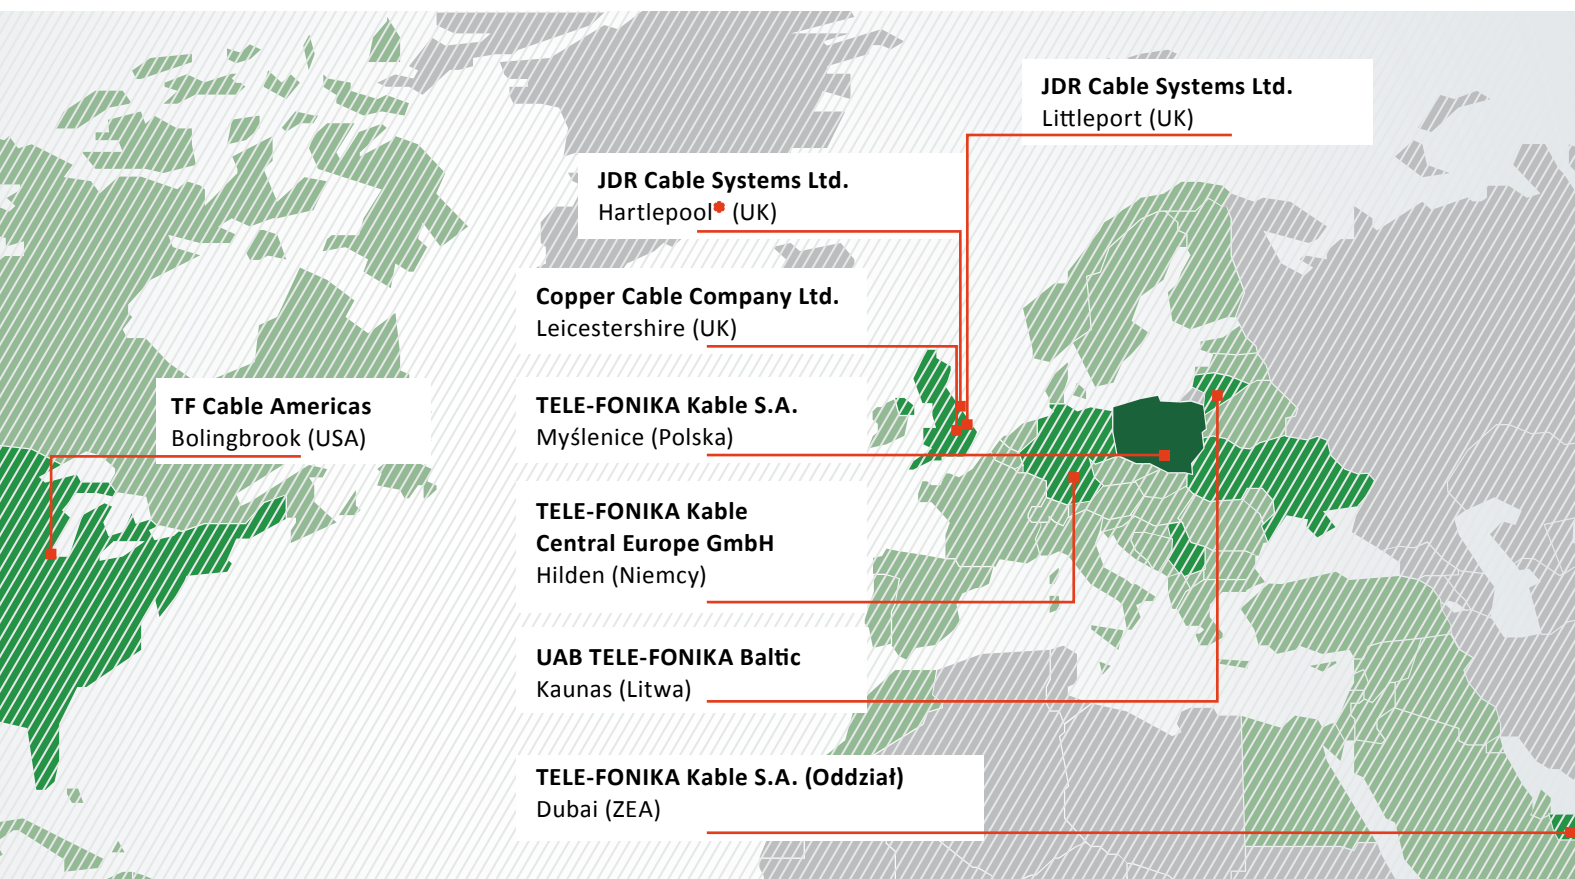 JDR Cable Systems Ltd.
Littleport (UK)
JDR Cable Systems Ltd.
Hartlepool* (UK)
Copper Cable Company Ltd.
Leicestershire (UK)
TF Cable Americas
Bolingbrook (USA)
TELE-FONIKA Kable S.A.
Myślenice (Polska)
TELE-FONIKA Kable
Central Europe GmbH
Hilden (Niemcy)
UAB TELE-FONIKA Baltic
Kaunas (Litwa)
TELE-FONIKA Kable S.A. (Oddział)
Dubai (ZEA)